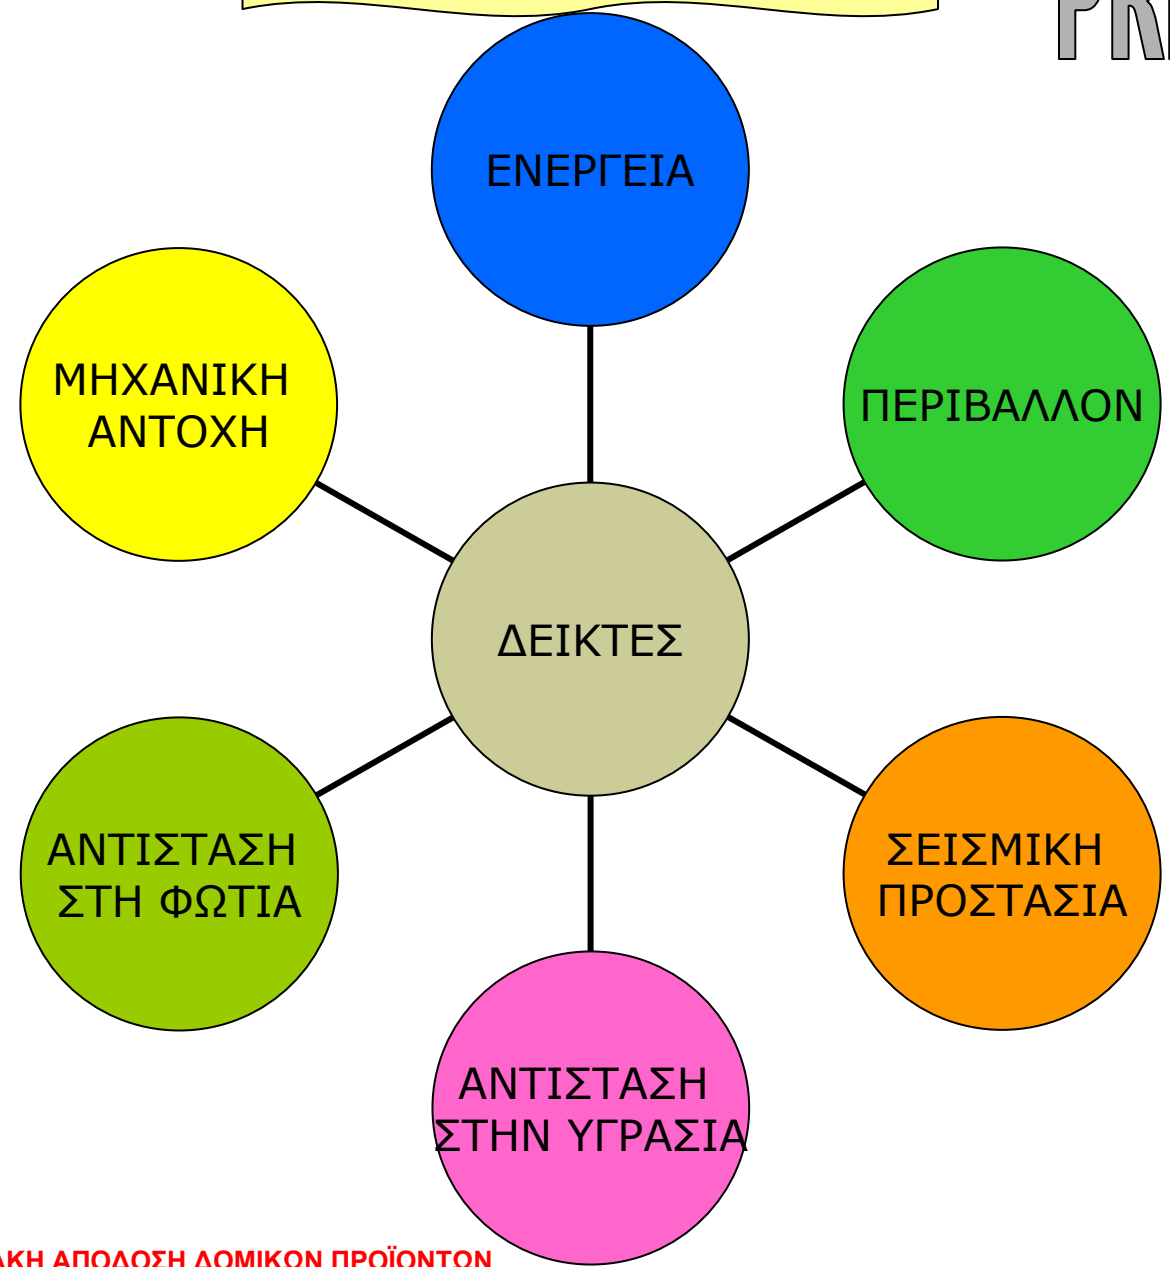 ΕΝΕΡΓΕΙΑ
ΜΗΧΑΝΙΚΗ
ΑΝΤΟΧΗ
ΠΕΡΙΒΑΛΛΟΝ
ΔΕΙΚΤΕΣ
ΑΝΤΙΣΤΑΣΗ
ΣΤΗ ΦΩΤΙΑ
ΣΕΙΣΜΙΚΗ
ΠΡΟΣΤΑΣΙΑ
ΑΝΤΙΣΤΑΣΗ
ΣΤΗΝ ΥΓΡΑΣΙΑ
ΑΠΟΔΟΣΗ ΔΟΜΙΚΩΝ ΠΡΟΪΟΝΤΩΝ